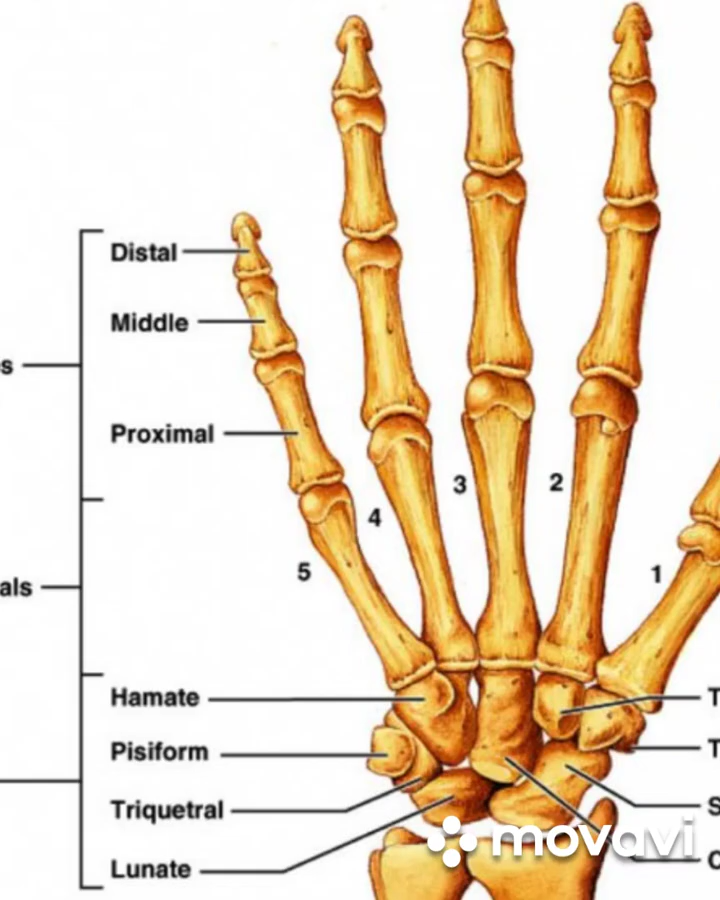 Distal
Middle
s
Proximal
3
2
4
5
1
als
Hamate
T
Pisiform
T
Triquetral
S
Lunate
C
movavi